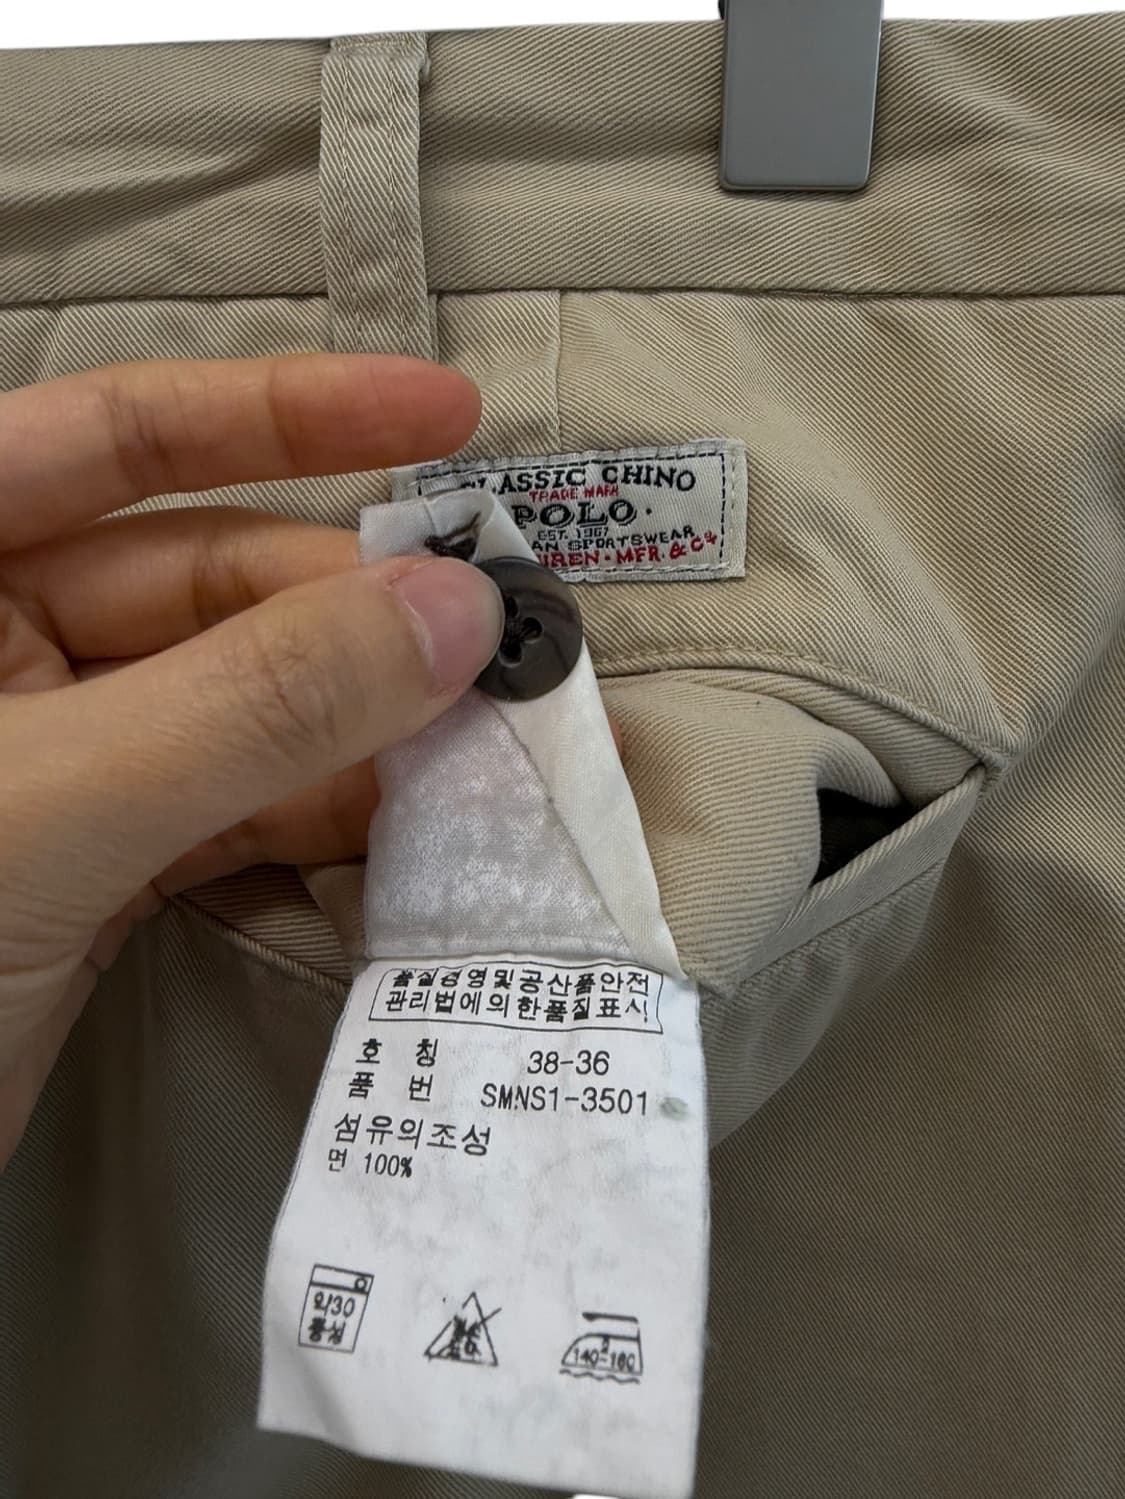 CLASSIC CHINO
TRADE MARK
POLO
EST. 1967
SPORTSWEAR
MFR. & Co
품질경영및공산품안전
관리법에의한품질표시
호 칭 38-36
품 번 SMNS1-3501
섬유의조성
면 100%
약30
중성
140-160